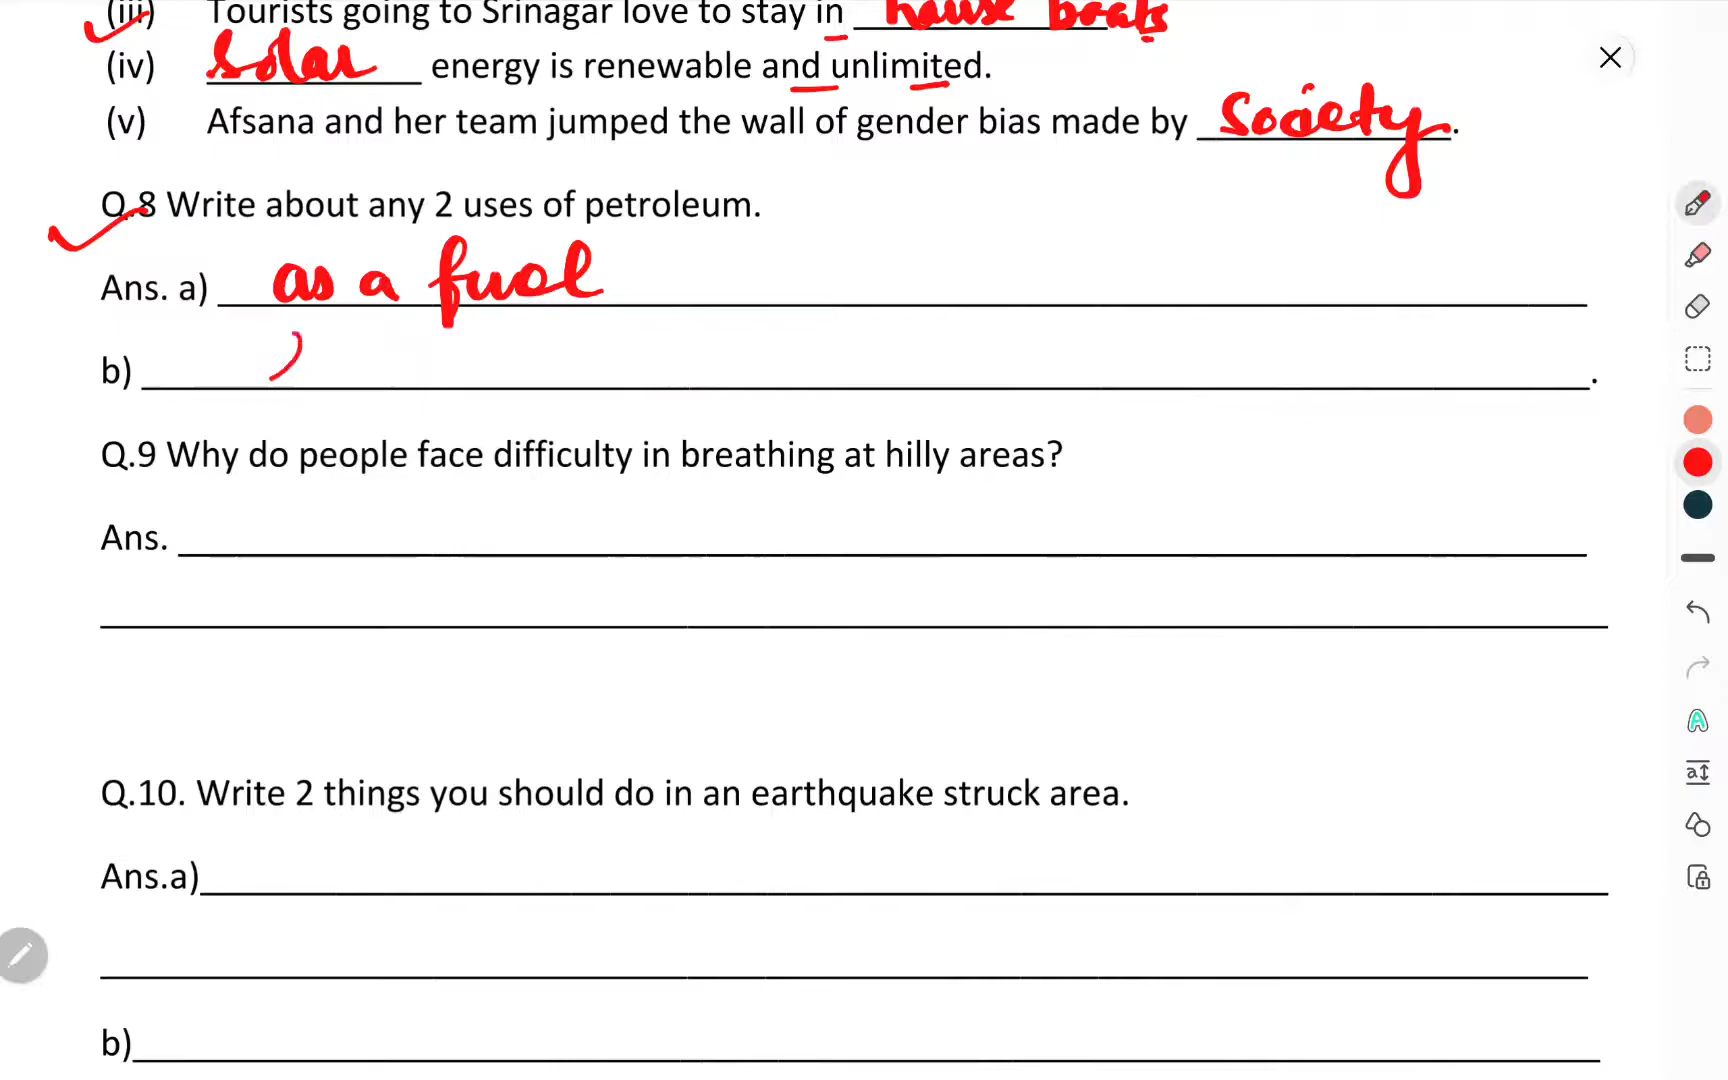 (iii) Tourists going to Srinagar love to stay in house boats
(iv) solar energy is renewable and unlimited.
(v) Afsana and her team jumped the wall of gender bias made by society.
Q.8 Write about any 2 uses of petroleum.
Ans. a) as a fuel
b) .
Q.9 Why do people face difficulty in breathing at hilly areas?
Ans.
Q.10. Write 2 things you should do in an earthquake struck area.
Ans.a)
b)